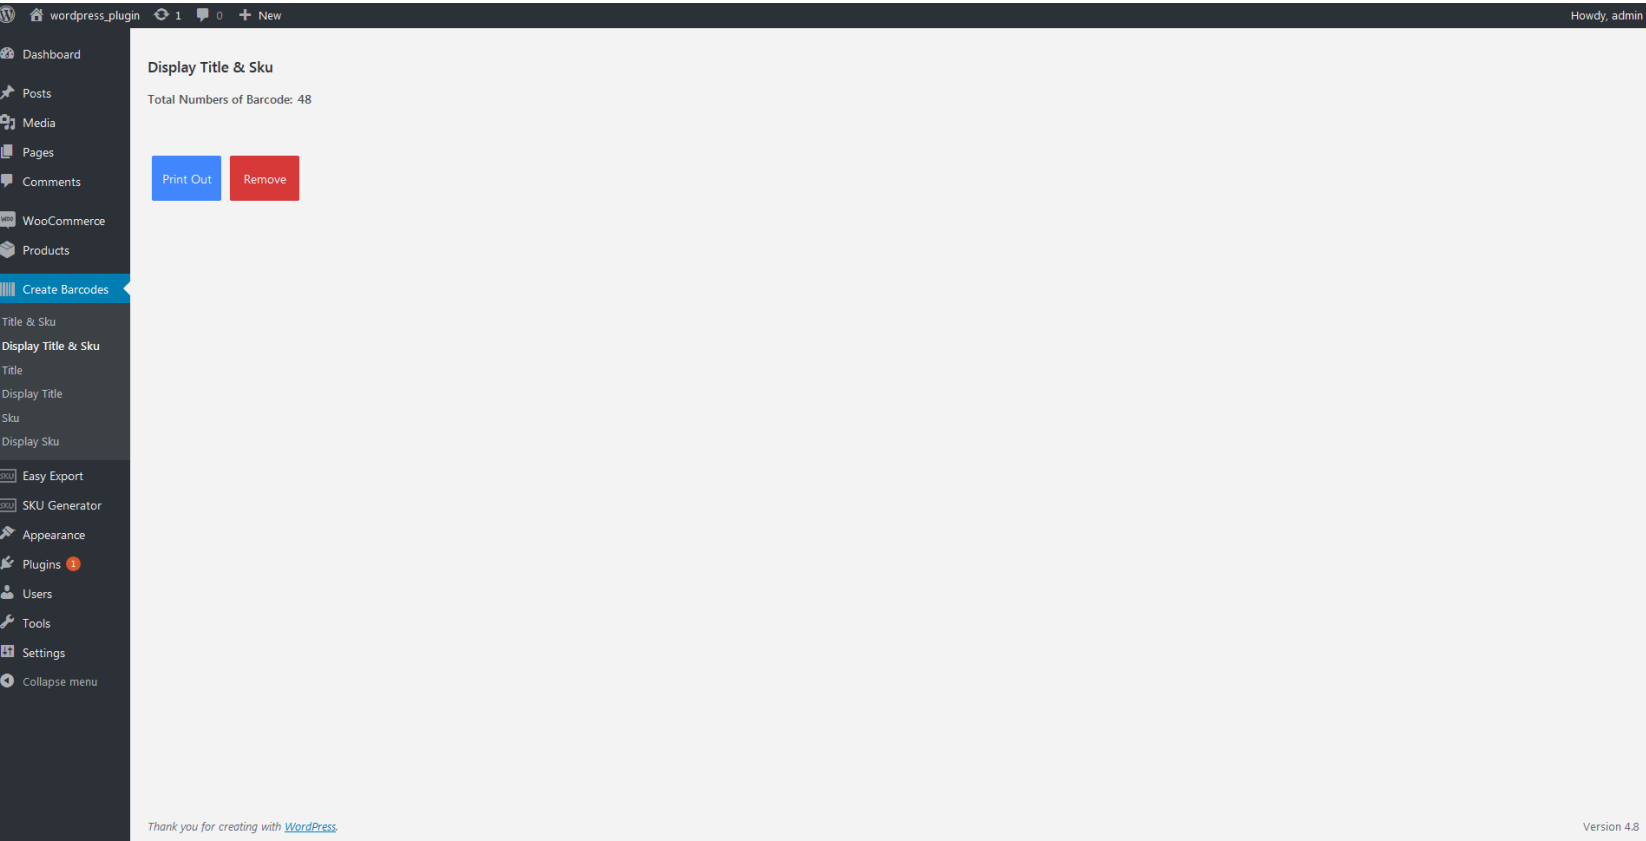 wordpress_plugin 1 0 New Howdy, admin
Dashboard
Posts
Media
Pages
Comments
WooCommerce
Products
Create Barcodes
Title & Sku
Display Title & Sku
Title
Display Title
Sku
Display Sku
SKU Easy Export
SKU SKU Generator
Appearance
Plugins 1
Users
Tools
Settings
Collapse menu
Display Title & Sku
Total Numbers of Barcode: 48
Print Out Remove
Thank you for creating with WordPress. Version 4.8